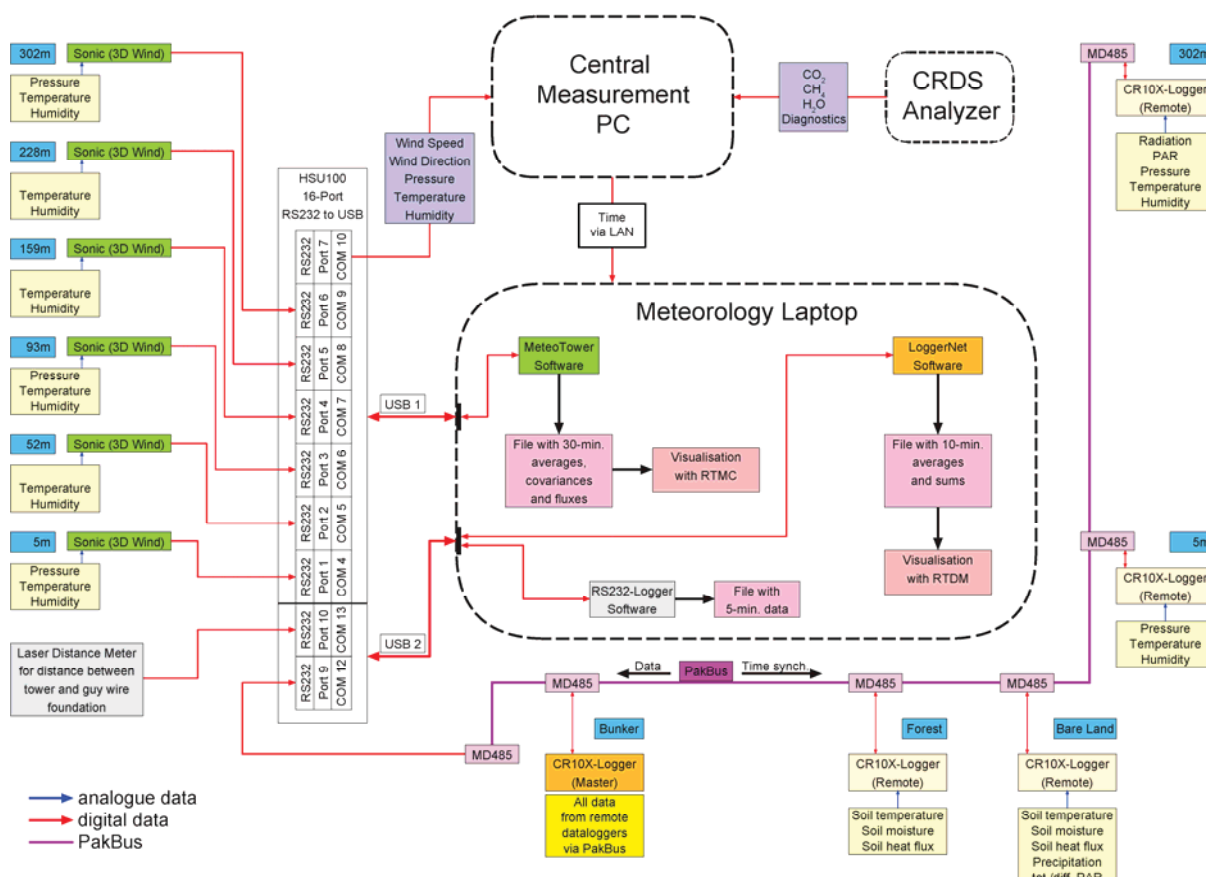 302m
Sonic (3D Wind)
Pressure
Temperature
Humidity
228m
Sonic (3D Wind)
Temperature
Humidity
159m
Sonic (3D Wind)
Temperature
Humidity
93m
Sonic (3D Wind)
Pressure
Temperature
Humidity
52m
Sonic (3D Wind)
Temperature
Humidity
5m
Sonic (3D Wind)
Pressure
Temperature
Humidity
Laser Distance Meter
for distance between
tower and guy wire
foundation
analogue data
digital data
PakBus
HSU100
16-Port
RS232 to USB
RS232 Port 7 COM 10
RS232 Port 6 COM 9
RS232 Port 5 COM 8
RS232 Port 4 COM 7
RS232 Port 3 COM 6
RS232 Port 2 COM 5
RS232 Port 1 COM 4
RS232 Port 10 COM 13
RS232 Port 9 COM 12
Wind Speed
Wind Direction
Pressure
Temperature
Humidity
Central
Measurement
PC
CO2
CH4
H2O
Diagnostics
CRDS
Analyzer
Time
via LAN
USB 1
USB 2
Meteorology Laptop
MeteoTower
Software
File with 30-min.
averages,
covariances
and fluxes
Visualisation
with RTMC
LoggerNet
Software
File with 10-min.
averages
and sums
Visualisation
with RTDM
RS232-Logger
Software
File with
5-min. data
Data
PakBus
Time synch.
MD485
MD485
Bunker
CR10X-Logger
(Master)
All data
from remote
dataloggers
via PakBus
MD485
Forest
CR10X-Logger
(Remote)
Soil temperature
Soil moisture
Soil heat flux
MD485
Bare Land
CR10X-Logger
(Remote)
Soil temperature
Soil moisture
Soil heat flux
Precipitation
tot./diff. PAR
MD485
302m
CR10X-Logger
(Remote)
Radiation
PAR
Pressure
Temperature
Humidity
MD485
5m
CR10X-Logger
(Remote)
Pressure
Temperature
Humidity